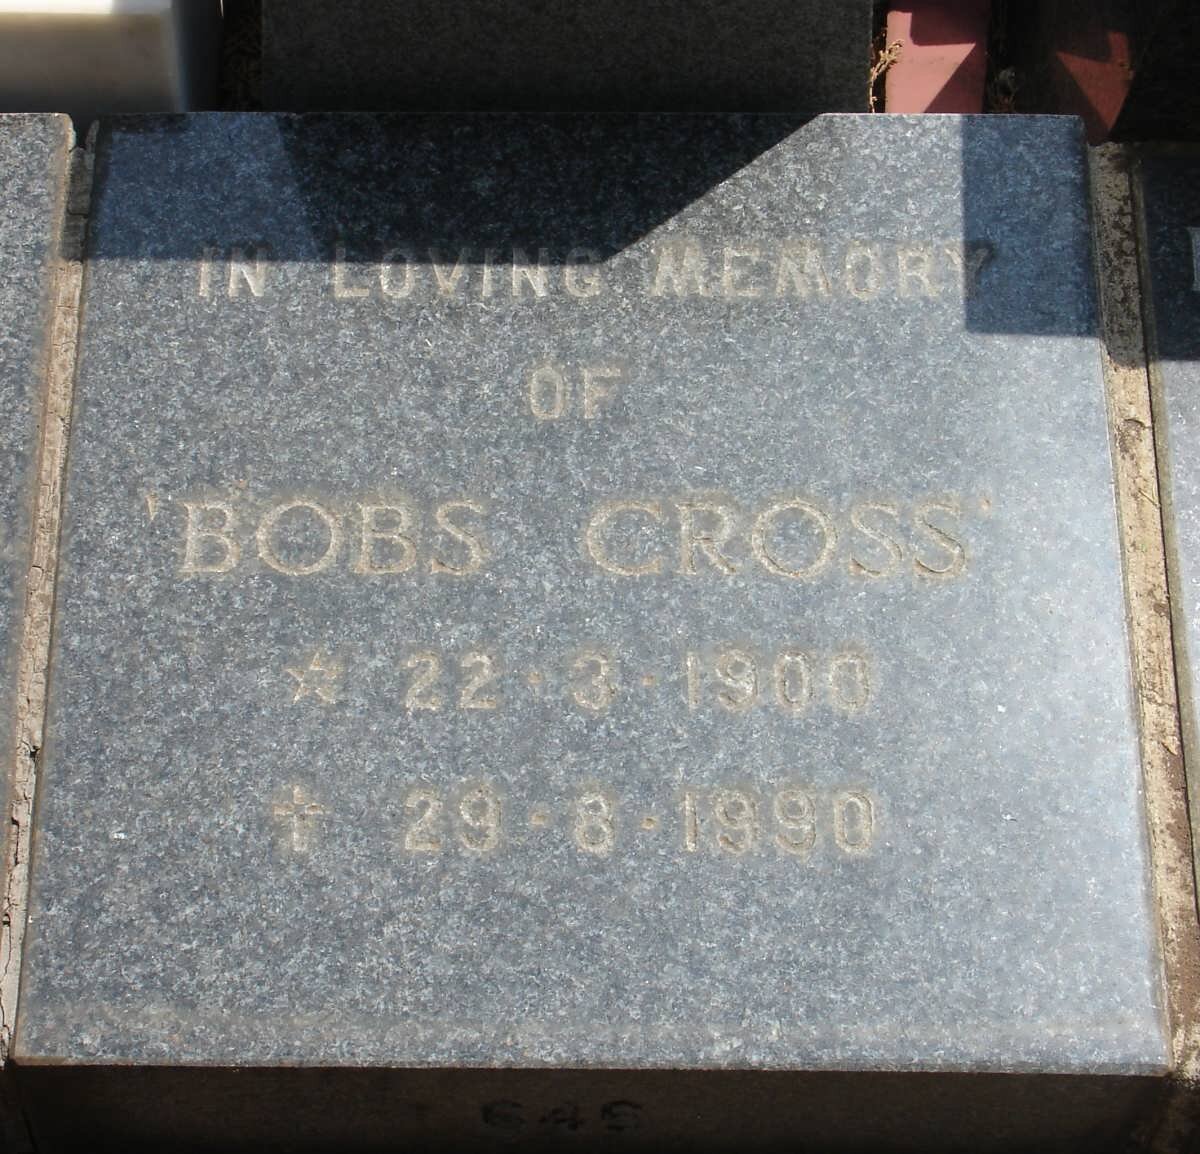 IN LOVING MEMORY
OF
'BOBS CROSS'
☆ 22·3·1900
✝ 29·8·1990